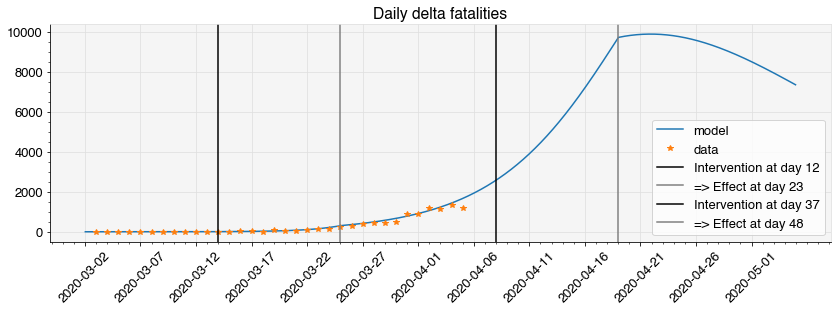 Daily delta fatalities
10000
8000
6000
4000
2000
0
model
data
Intervention at day 12
=> Effect at day 23
Intervention at day 37
=> Effect at day 48
2020-03-02
2020-03-07
2020-03-12
2020-03-17
2020-03-22
2020-03-27
2020-04-01
2020-04-06
2020-04-11
2020-04-16
2020-04-21
2020-04-26
2020-05-01